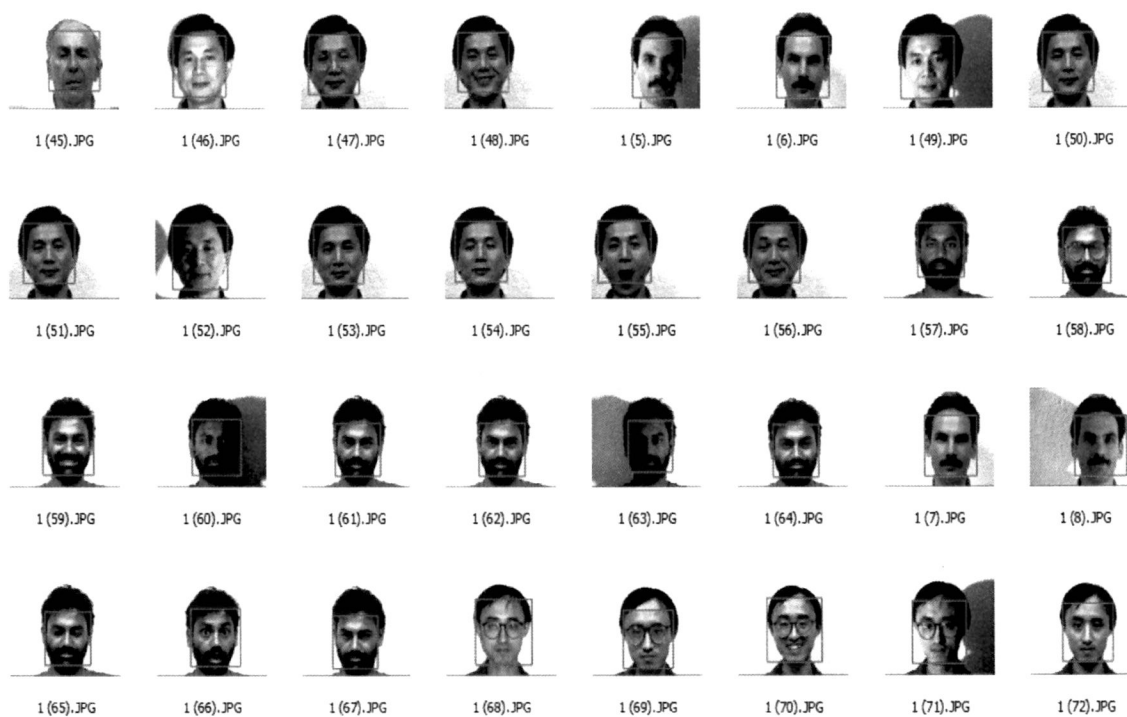 1 (45).JPG 1 (46).JPG 1 (47).JPG 1 (48).JPG 1 (5).JPG 1 (6).JPG 1 (49).JPG 1 (50).JPG
1 (51).JPG 1 (52).JPG 1 (53).JPG 1 (54).JPG 1 (55).JPG 1 (56).JPG 1 (57).JPG 1 (58).JPG
1 (59).JPG 1 (60).JPG 1 (61).JPG 1 (62).JPG 1 (63).JPG 1 (64).JPG 1 (7).JPG 1 (8).JPG
1 (65).JPG 1 (66).JPG 1 (67).JPG 1 (68).JPG 1 (69).JPG 1 (70).JPG 1 (71).JPG 1 (72).JPG